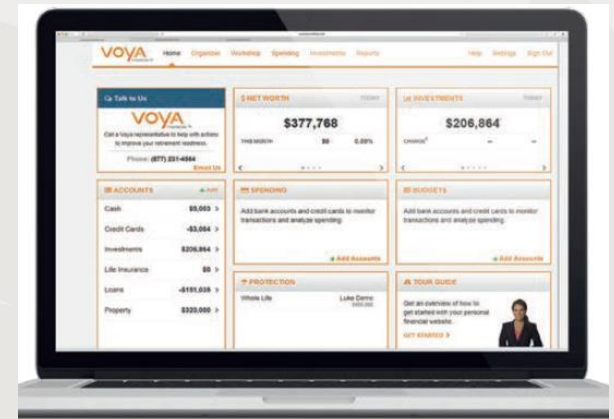 VOYA
FINANCIAL™
Home Organizer Workshop Spending Investments Reports
Help Settings Sign Out
Talk to Us
VOYA
FINANCIAL™
Call a Voya representative to help with actions
to improve your retirement readiness.
Phone: (877) 231-4564
Email Us
$ NET WORTH TODAY
$377,768
THIS MONTH $0 0.00%
INVESTMENTS TODAY
$206,864
CHANGE -- --
ACCOUNTS + Add
Cash $5,003 >
Credit Cards -$3,064 >
Investments $206,864 >
Life Insurance $0 >
Loans
Property $320,000 >
SPENDING
Add bank accounts and credit cards to monitor
transactions and analyze spending.
+ Add Accounts
BUDGETS
Add bank accounts and credit cards to monitor
transactions and analyze spending.
+ Add Accounts
PROTECTION
Whole Life Luke Demo
TOUR GUIDE
Get an overview of how to
get started with your personal
financial website.
GET STARTED >